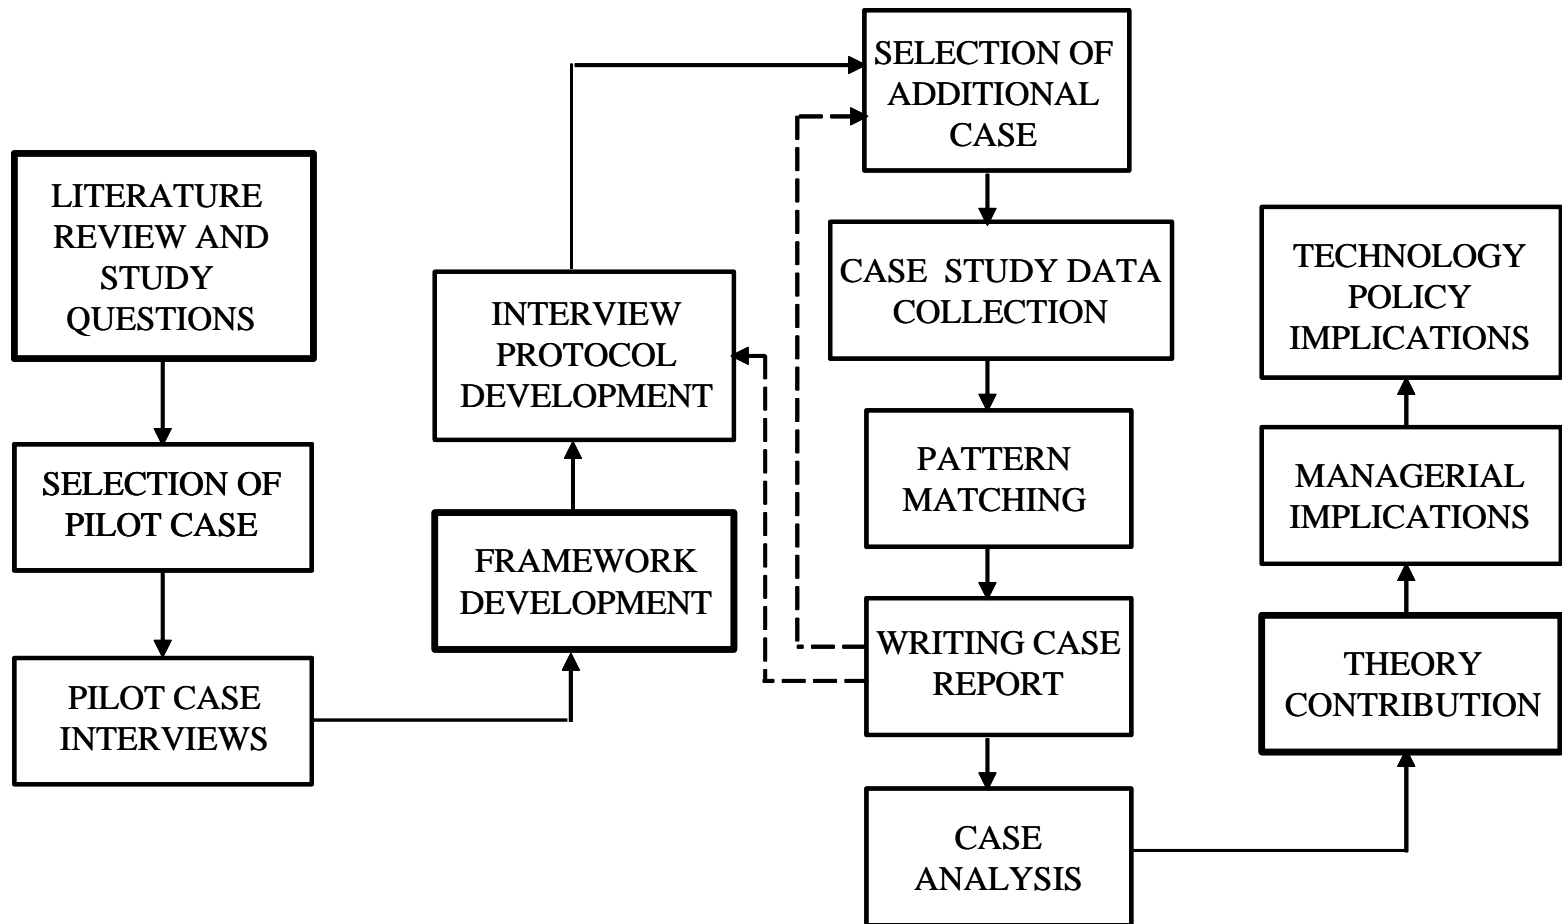 LITERATURE
REVIEW AND
STUDY
QUESTIONS
SELECTION OF
PILOT CASE
PILOT CASE
INTERVIEWS
INTERVIEW
PROTOCOL
DEVELOPMENT
FRAMEWORK
DEVELOPMENT
SELECTION OF
ADDITIONAL
CASE
CASE STUDY DATA
COLLECTION
PATTERN
MATCHING
WRITING CASE
REPORT
CASE
ANALYSIS
TECHNOLOGY
POLICY
IMPLICATIONS
MANAGERIAL
IMPLICATIONS
THEORY
CONTRIBUTION